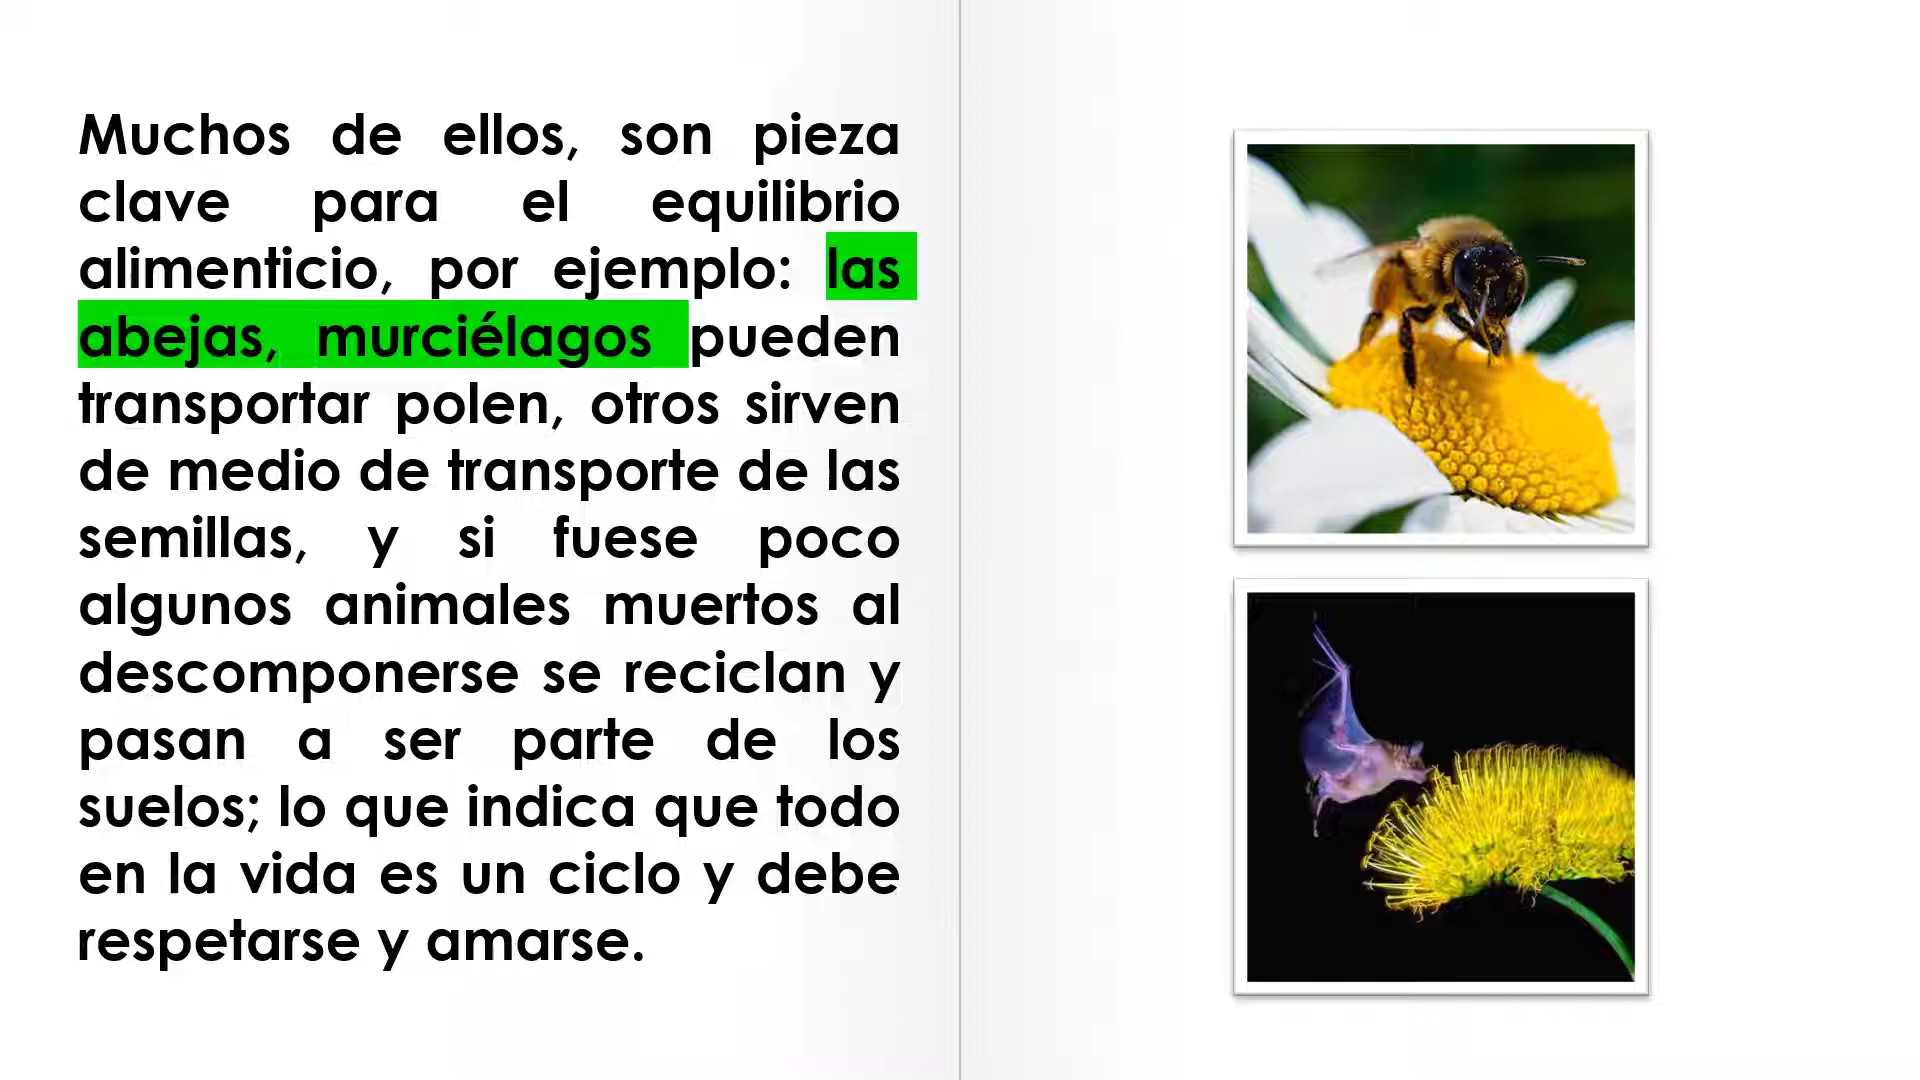 Muchos de ellos, son pieza
clave para el equilibrio
alimenticio, por ejemplo: las
abejas, murciélagos pueden
transportar polen, otros sirven
de medio de transporte de las
semillas, y si fuese poco
algunos animales muertos al
descomponerse se reciclan y
pasan a ser parte de los
suelos; lo que indica que todo
en la vida es un ciclo y debe
respetarse y amarse.